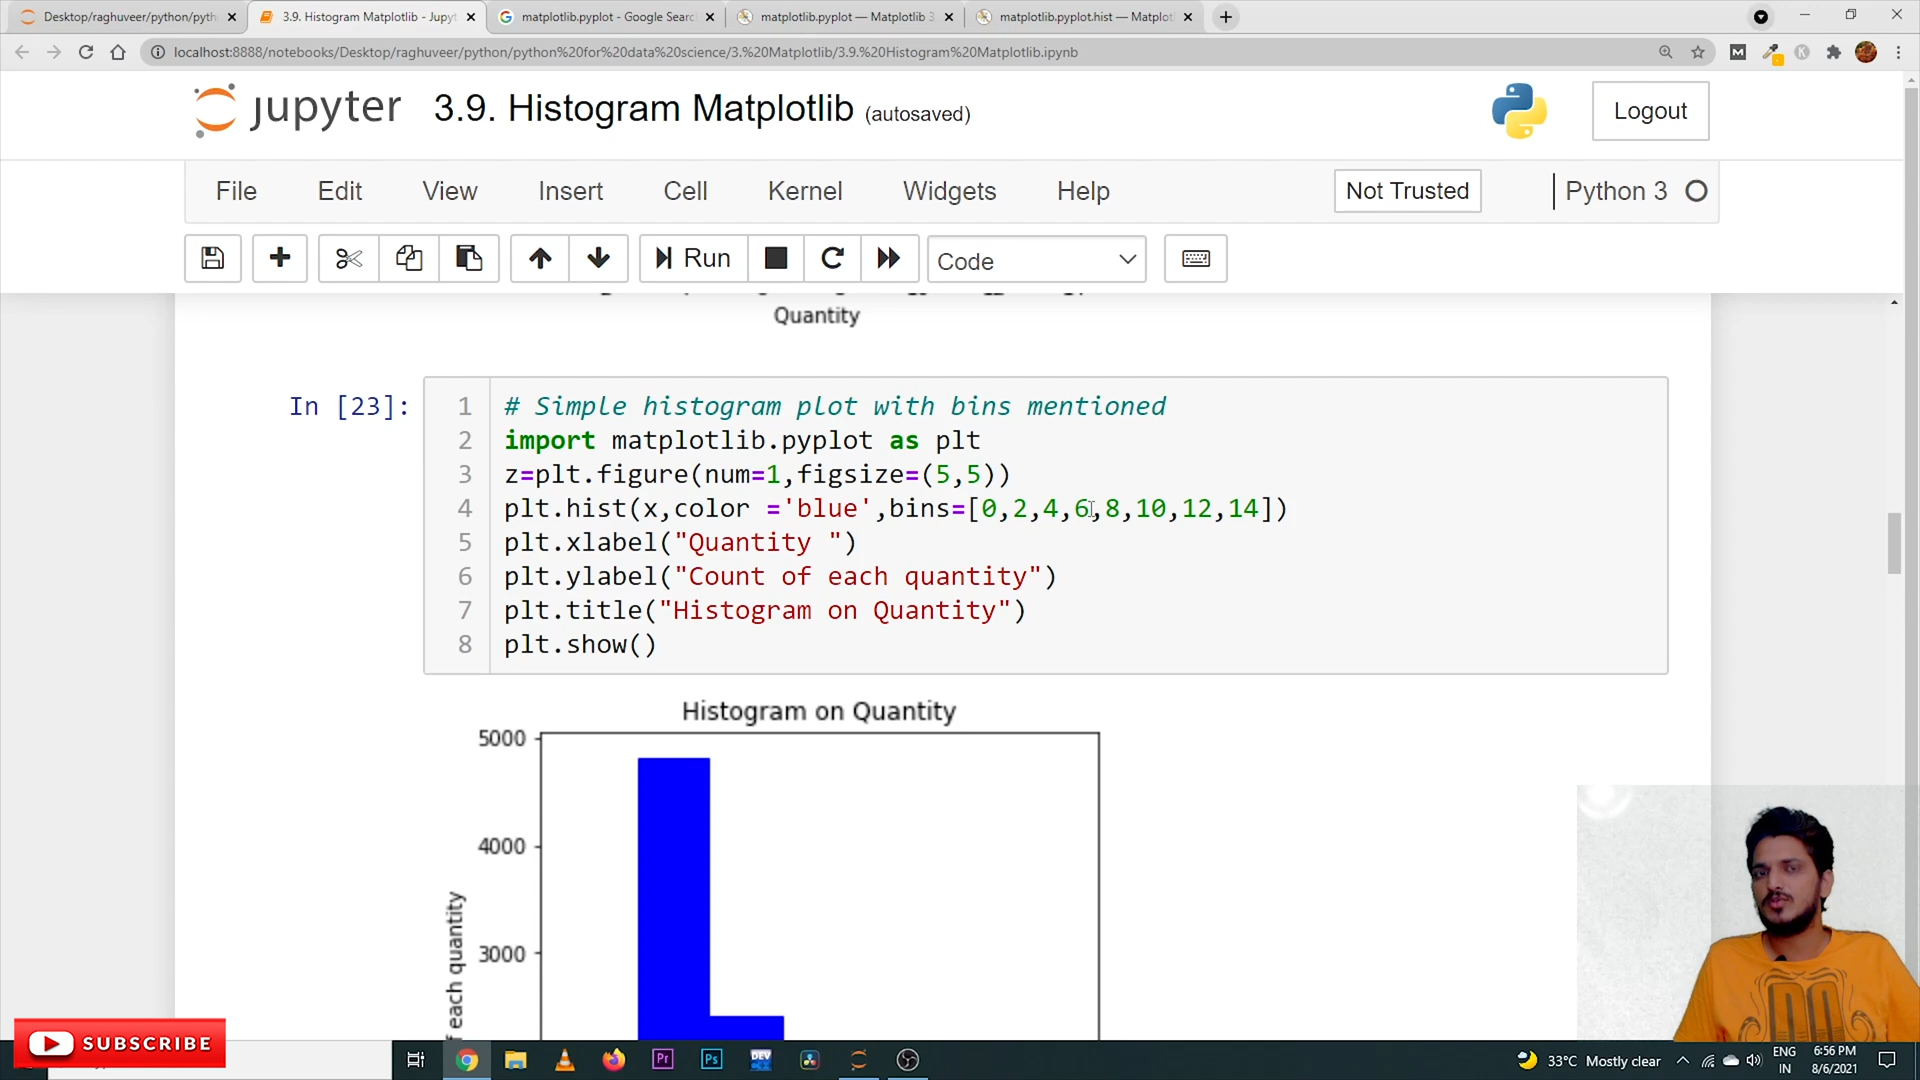 Desktop/raghuveer/python/pyth
3.9. Histogram Matplotlib - Jupyt
matplotlib.pyplot - Google Searc
matplotlib.pyplot — Matplotlib 3
matplotlib.pyplot.hist — Matplot
localhost:8888/notebooks/Desktop/raghuveer/python/python%20for%20data%20science/3.%20Matplotlib/3.9.%20Histogram%20Matplotlib.ipynb
jupyter 3.9. Histogram Matplotlib (autosaved)
Logout
File Edit View Insert Cell Kernel Widgets Help
Not Trusted
Python 3
Run
Code
Quantity
In [23]:
1 # Simple histogram plot with bins mentioned
2 import matplotlib.pyplot as plt
3 z=plt.figure(num=1,figsize=(5,5))
4 plt.hist(x,color ='blue',bins=[0,2,4,6,8,10,12,14])
5 plt.xlabel("Quantity ")
6 plt.ylabel("Count of each quantity")
7 plt.title("Histogram on Quantity")
8 plt.show()
Histogram on Quantity
5000
4000
3000
f each quantity
SUBSCRIBE
Pr
Ps
DEV
33°C Mostly clear
ENG
IN
6:56 PM
8/6/2021